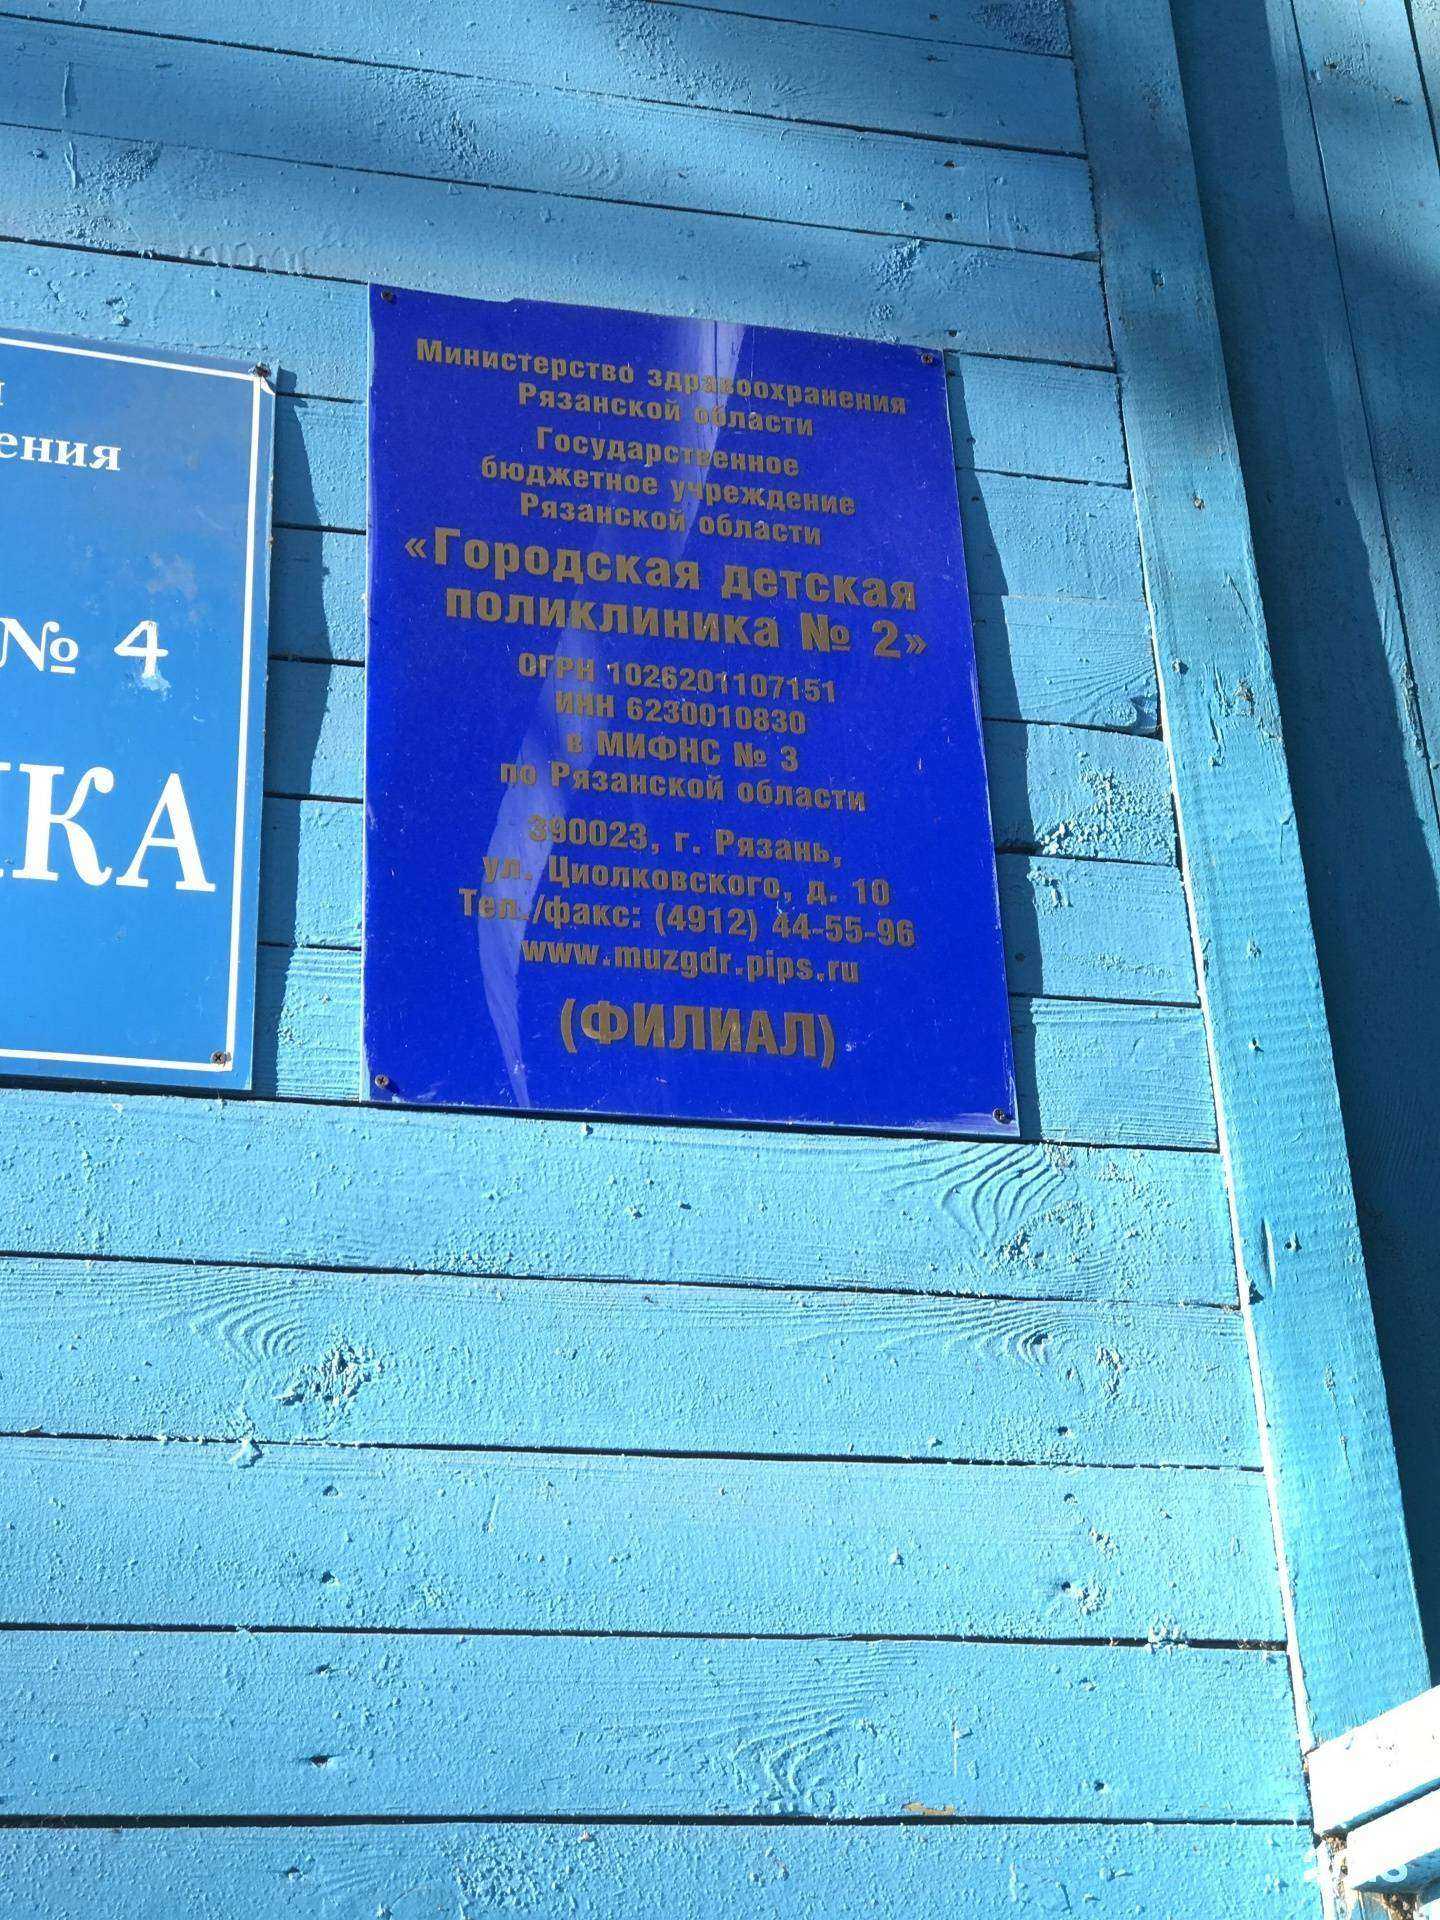 ения
№ 4
КА
Министерство здравоохранения
Рязанской области
Государственное
бюджетное учреждение
Рязанской области
«Городская детская
поликлиника № 2»
ОГРН 1026201107151
ИНН 6230010830
в МИФНС № 3
по Рязанской области
390023, г. Рязань,
ул. Циолковского, д. 10
Тел./факс: (4912) 44-55-96
www.muzgdr.pips.ru
(ФИЛИАЛ)